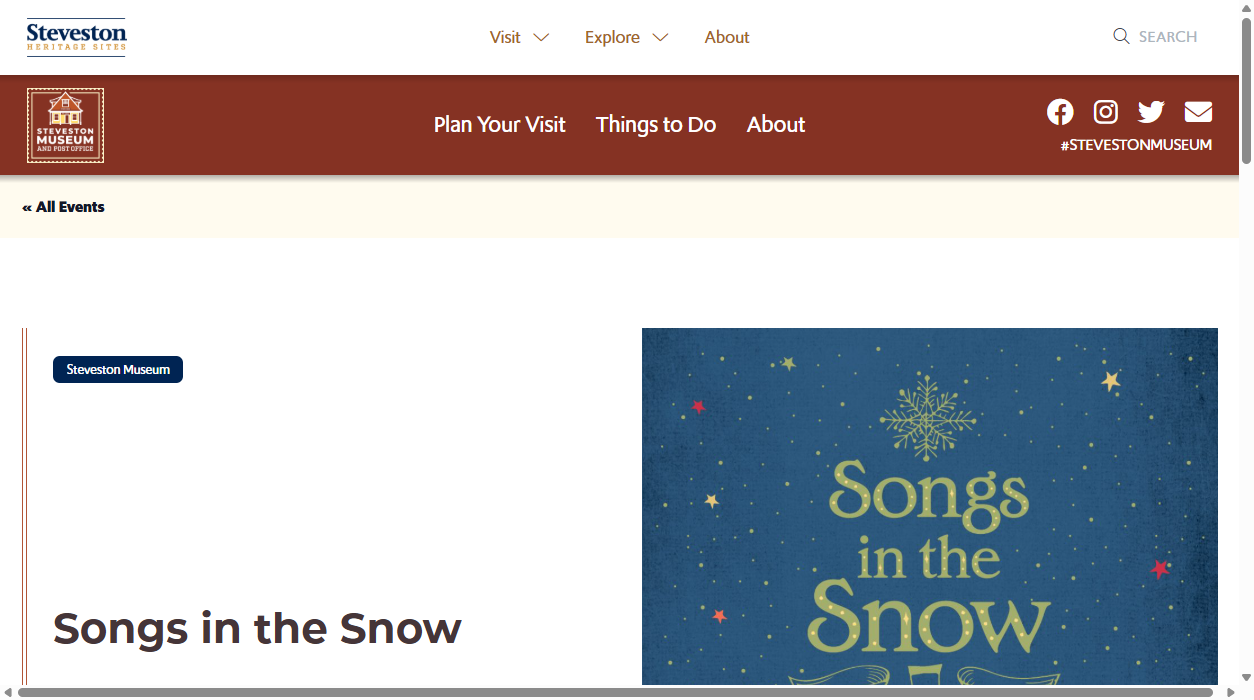 Steveston
HERITAGE SITES
Visit
Explore
About
SEARCH
STEVESTON
MUSEUM
AND POST OFFICE
Plan Your Visit
Things to Do
About
#STEVESTONMUSEUM
« All Events
Steveston Museum
Songs in the Snow
Songs
in the
Snow